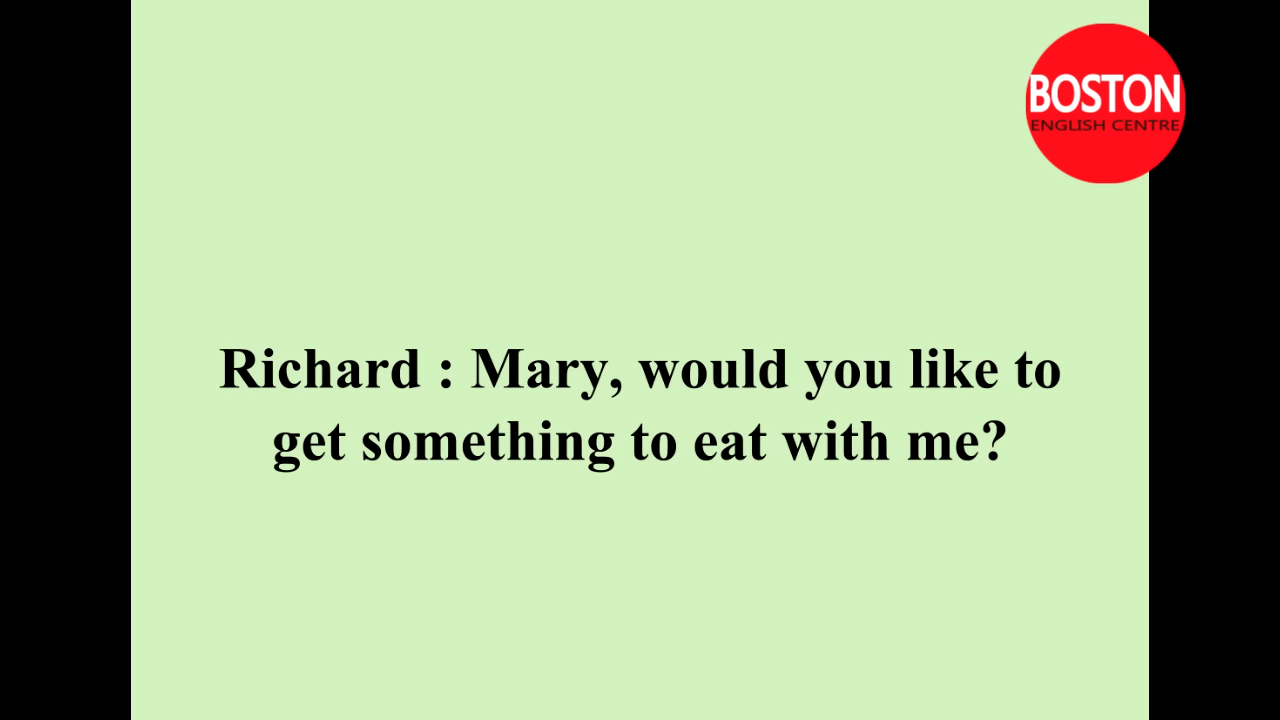 BOSTON
ENGLISH CENTRE
Richard : Mary, would you like to
get something to eat with me?